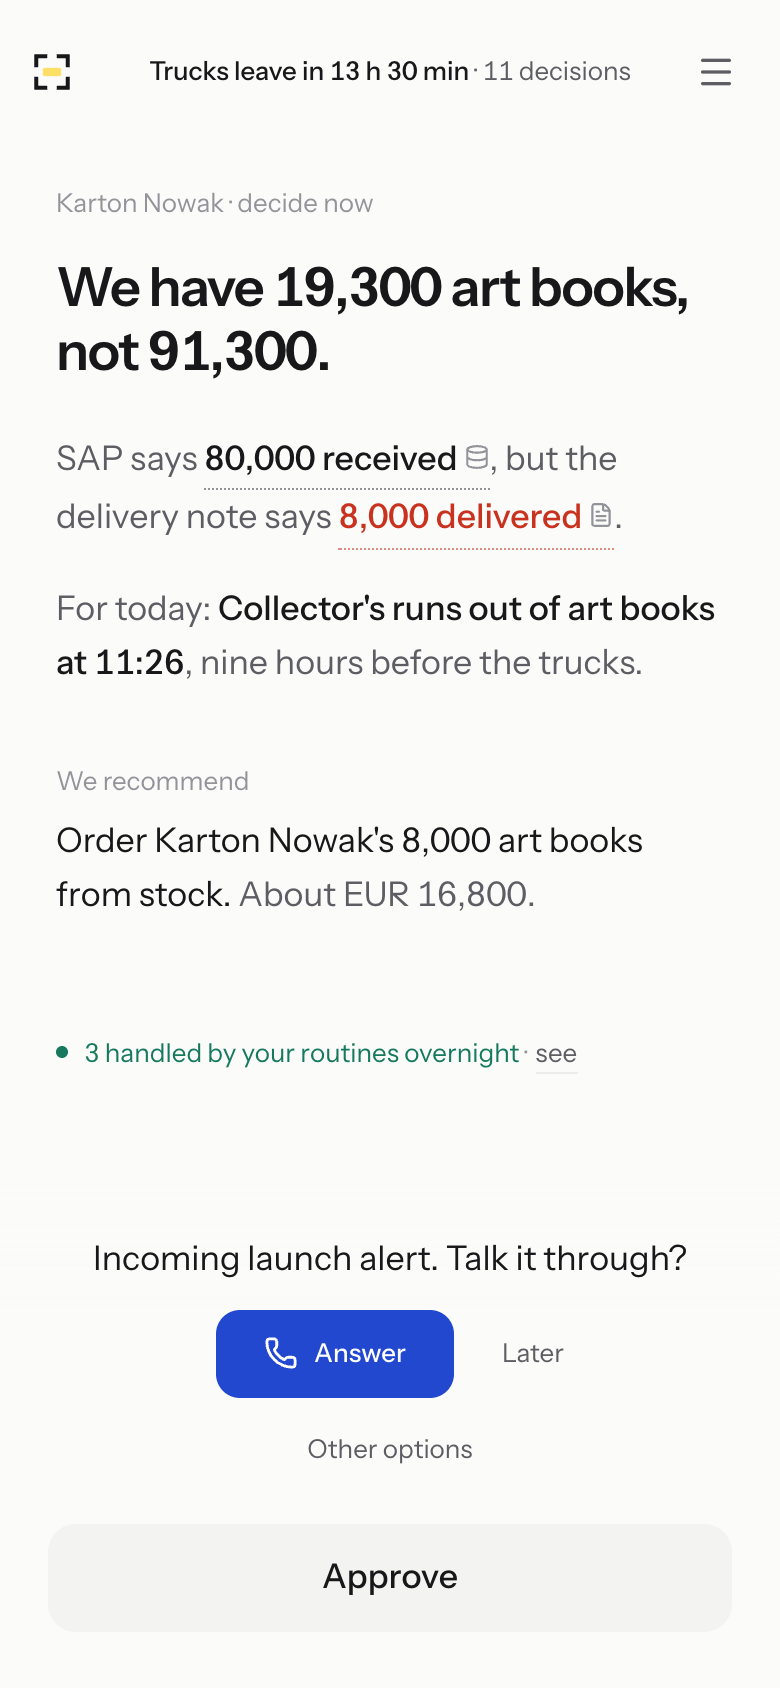 Trucks leave in 13 h 30 min · 11 decisions
Karton Nowak · decide now
We have 19,300 art books,
not 91,300.
SAP says 80,000 received , but the
delivery note says 8,000 delivered .
For today: Collector's runs out of art books
at 11:26, nine hours before the trucks.
We recommend
Order Karton Nowak's 8,000 art books
from stock. About EUR 16,800.
3 handled by your routines overnight · see
Incoming launch alert. Talk it through?
Answer
Later
Other options
Approve